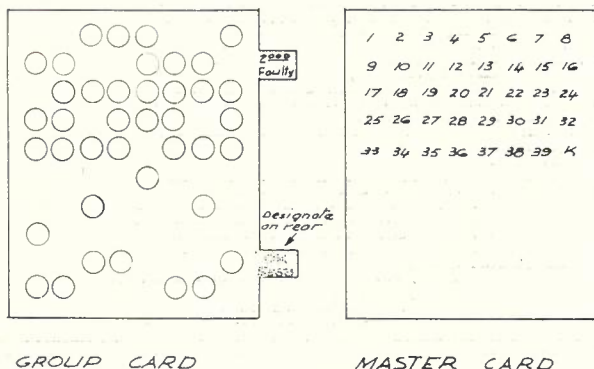 2ººº
Faulty
Designate
on rear
GROUP CARD
1 2 3 4 5 6 7 8
9 10 11 12 13 14 15 16
17 18 19 20 21 22 23 24
25 26 27 28 29 30 31 32
33 34 35 36 37 38 39 K
MASTER CARD